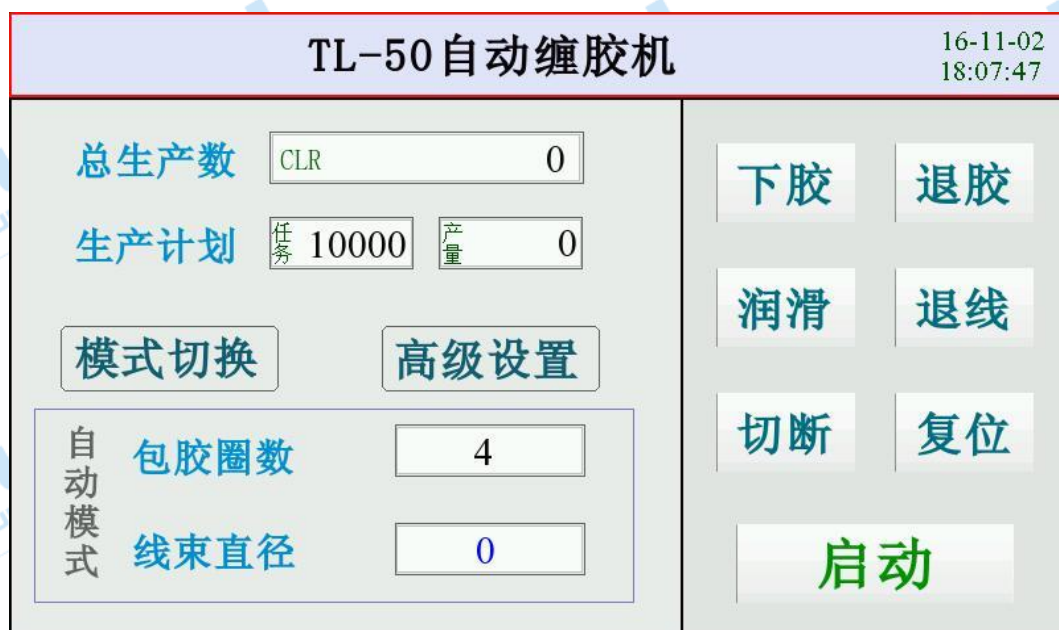 TL-50自动缠胶机
16-11-02
18:07:47
总生产数 CLR 0
生产计划 任务 10000 产量 0
模式切换 高级设置
自动模式
包胶圈数 4
线束直径 0
下胶 退胶
润滑 退线
切断 复位
启动